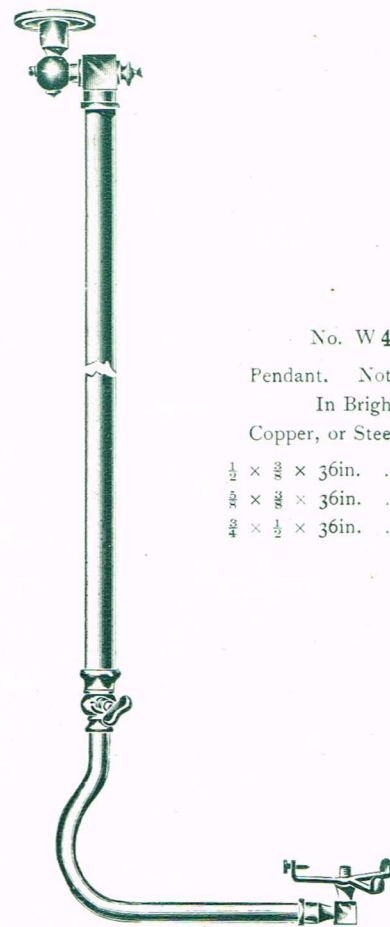 No. W 4
Pendant. Not
In Brigh
Copper, or Stee
½ × ⅜ × 36in. .
⅝ × ⅜ × 36in. .
¾ × ½ × 36in. .